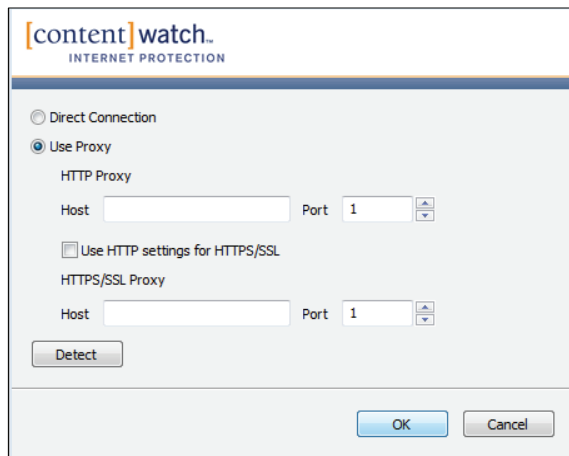 [content]watch™
INTERNET PROTECTION
Direct Connection
Use Proxy
HTTP Proxy
Host Port 1
Use HTTP settings for HTTPS/SSL
HTTPS/SSL Proxy
Host Port 1
Detect
OK Cancel